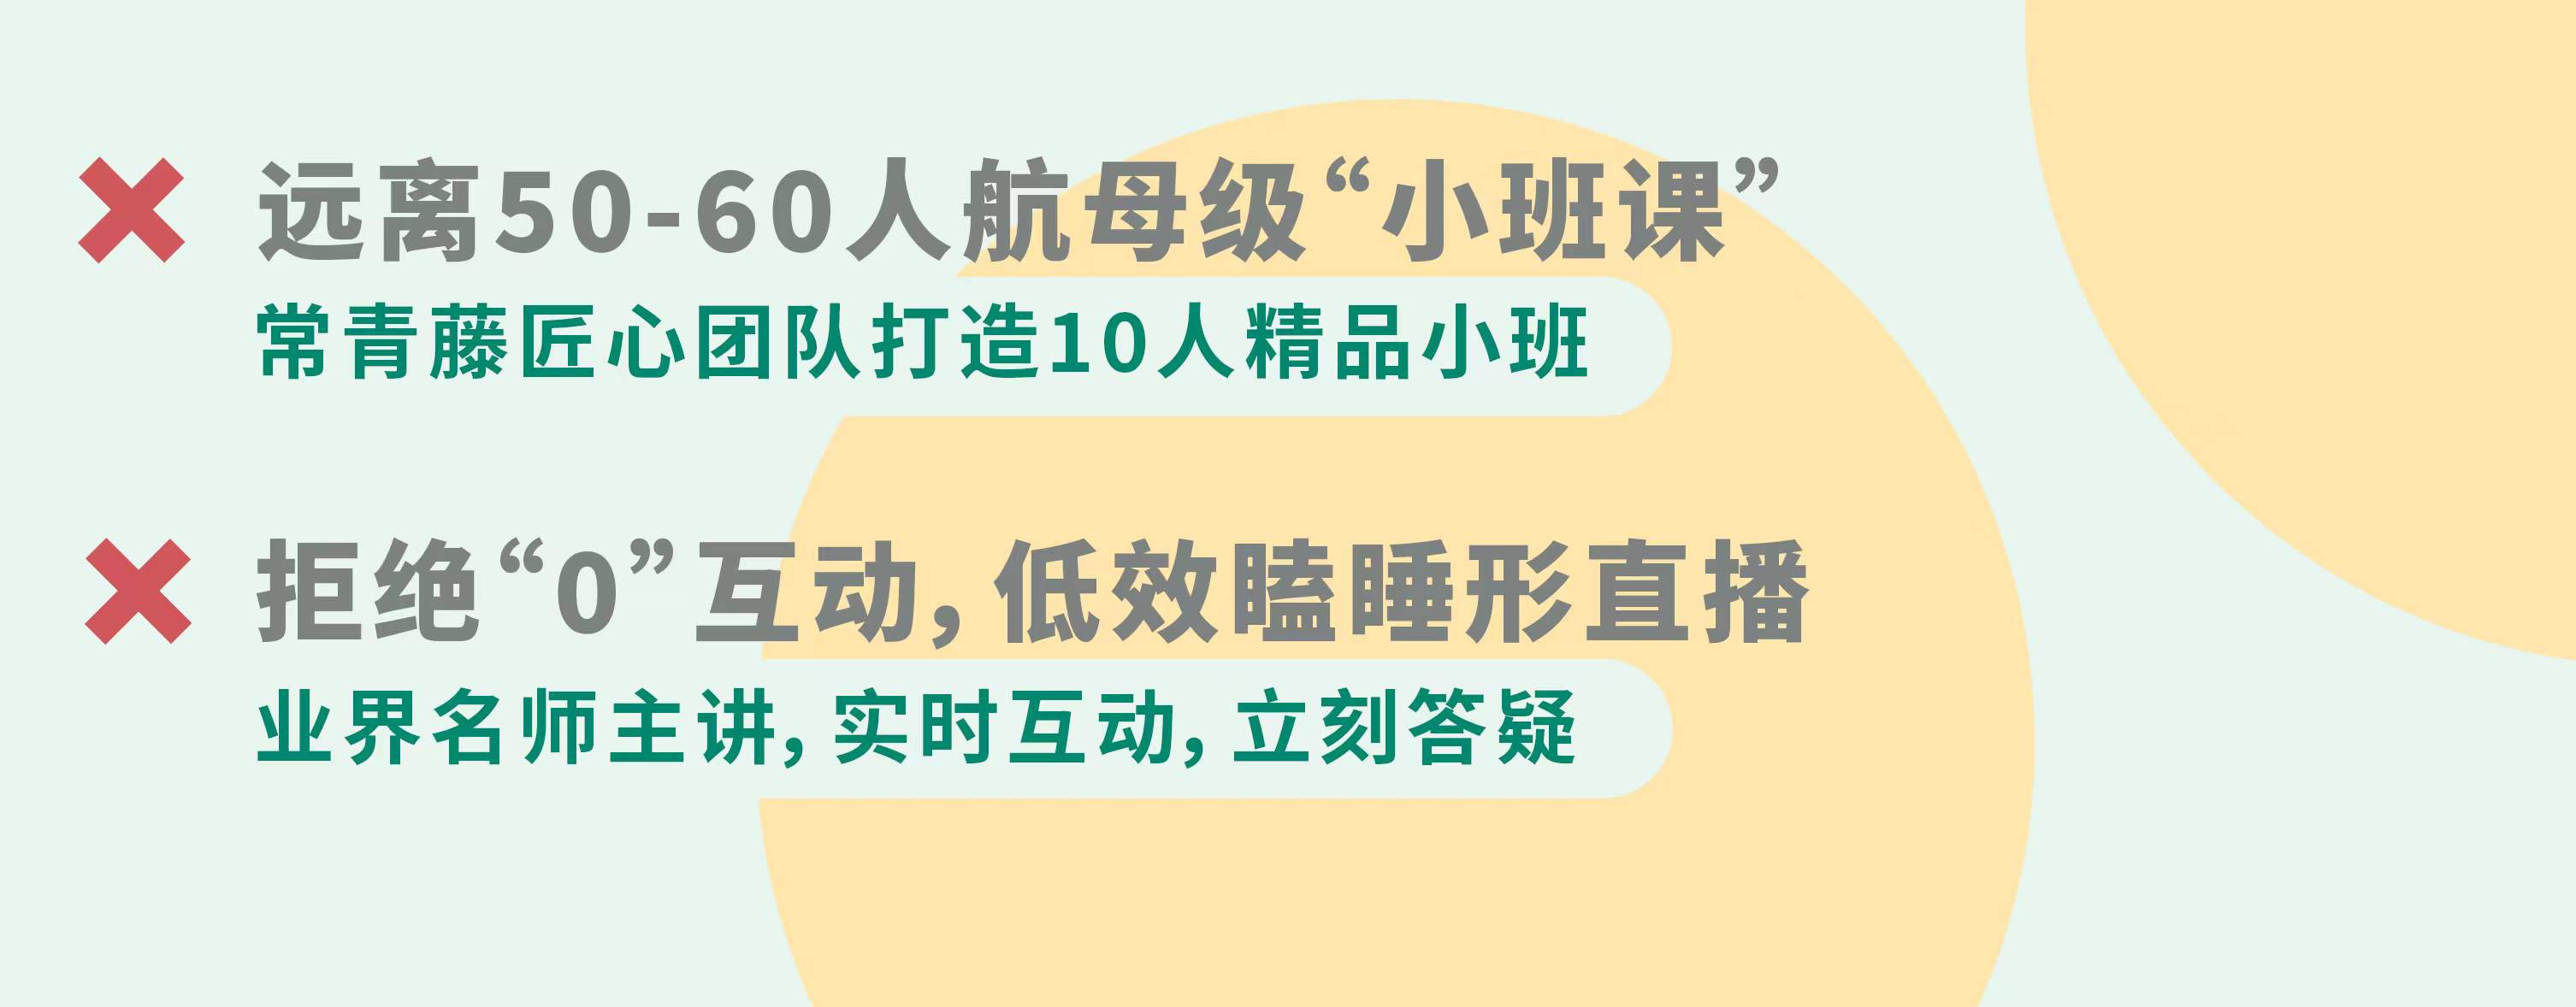 远离50-60人航母级“小班课”
常青藤匠心团队打造10人精品小班
拒绝“0”互动，低效瞌睡形直播
业界名师主讲，实时互动，立刻答疑